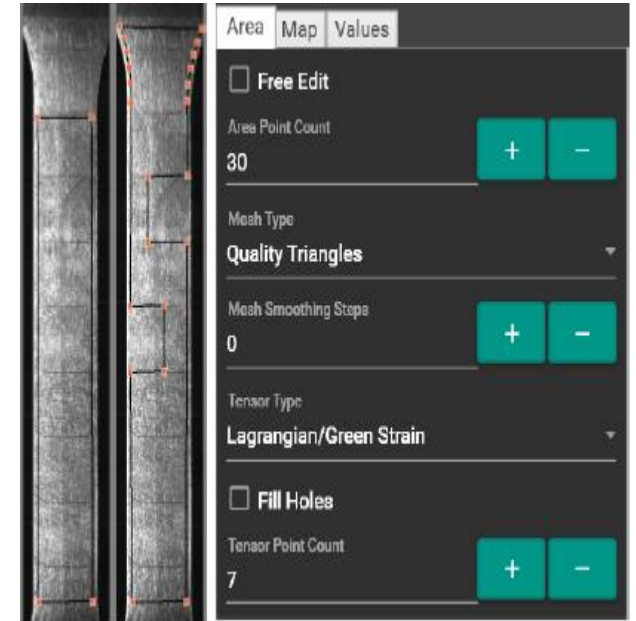 Area Map Values
Free Edit
Area Point Count
30
+ −
Mesh Type
Quality Triangles
Mesh Smoothing Steps
0
+ −
Tensor Type
Lagrangian/Green Strain
Fill Holes
Tensor Point Count
7
+ −